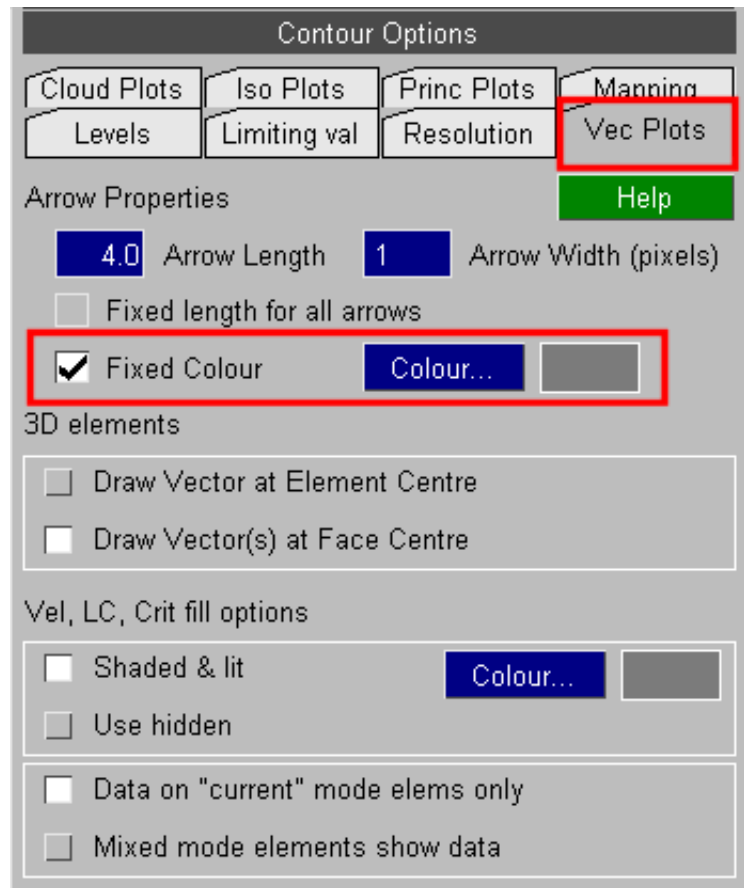 Contour Options
Cloud Plots Iso Plots Princ Plots Mapping
Levels Limiting val Resolution Vec Plots
Arrow Properties Help
4.0 Arrow Length 1 Arrow Width (pixels)
Fixed length for all arrows
Fixed Colour Colour...
3D elements
Draw Vector at Element Centre
Draw Vector(s) at Face Centre
Vel, LC, Crit fill options
Shaded & lit Colour...
Use hidden
Data on "current" mode elems only
Mixed mode elements show data